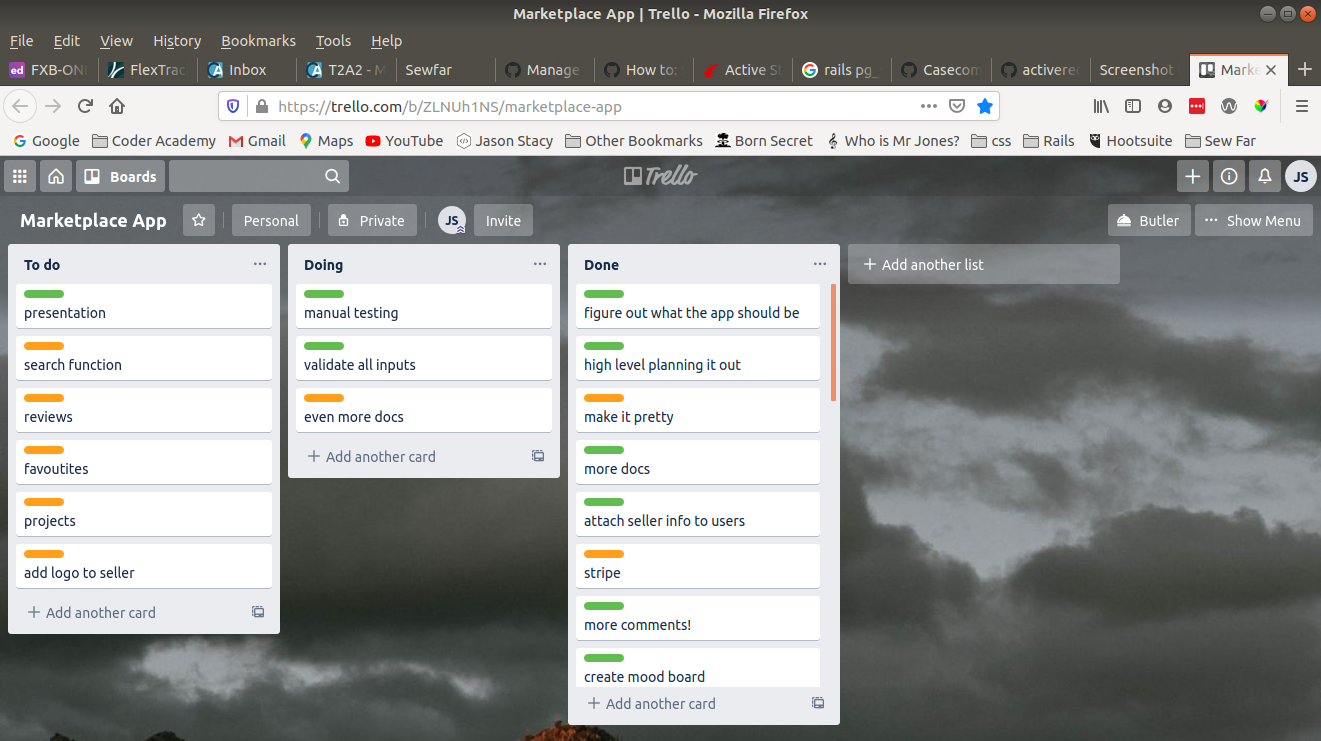 Marketplace App | Trello - Mozilla Firefox
File Edit View History Bookmarks Tools Help
ed FXB-ONL FlexTrac Inbox T2A2 - M Sewfar Manage How to: Active S rails pg_ Casecom activered Screenshot Marke
https://trello.com/b/ZLNUh1NS/marketplace-app
Google Coder Academy Gmail Maps YouTube Jason Stacy Other Bookmarks Born Secret Who is Mr Jones? css Rails Hootsuite Sew Far
Boards Trello JS
Marketplace App Personal Private JS Invite Butler Show Menu
To do
presentation
search function
reviews
favoutites
projects
add logo to seller
Add another card
Doing
manual testing
validate all inputs
even more docs
Add another card
Done
figure out what the app should be
high level planning it out
make it pretty
more docs
attach seller info to users
stripe
more comments!
create mood board
Add another card
Add another list